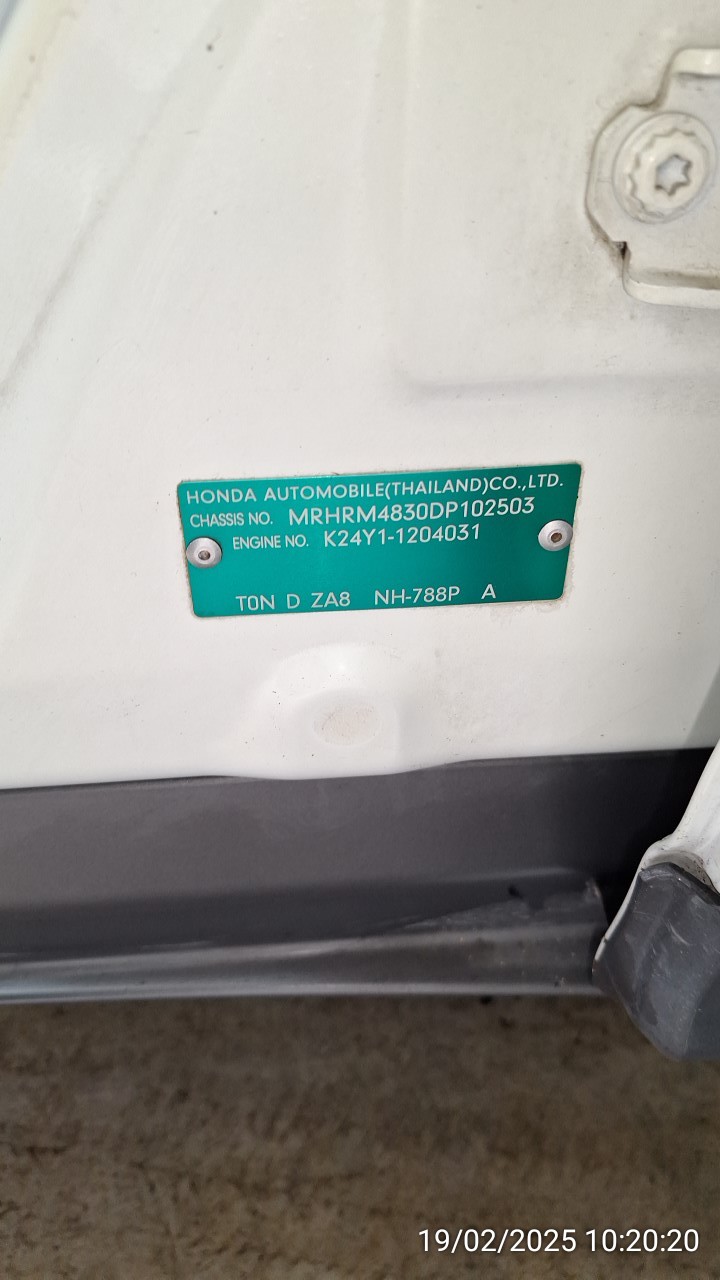 HONDA AUTOMOBILE(THAILAND)CO.,LTD.
CHASSIS NO. MRHRM4830DP102503
ENGINE NO. K24Y1-1204031
T0N D ZA8 NH-788P A
19/02/2025 10:20:20